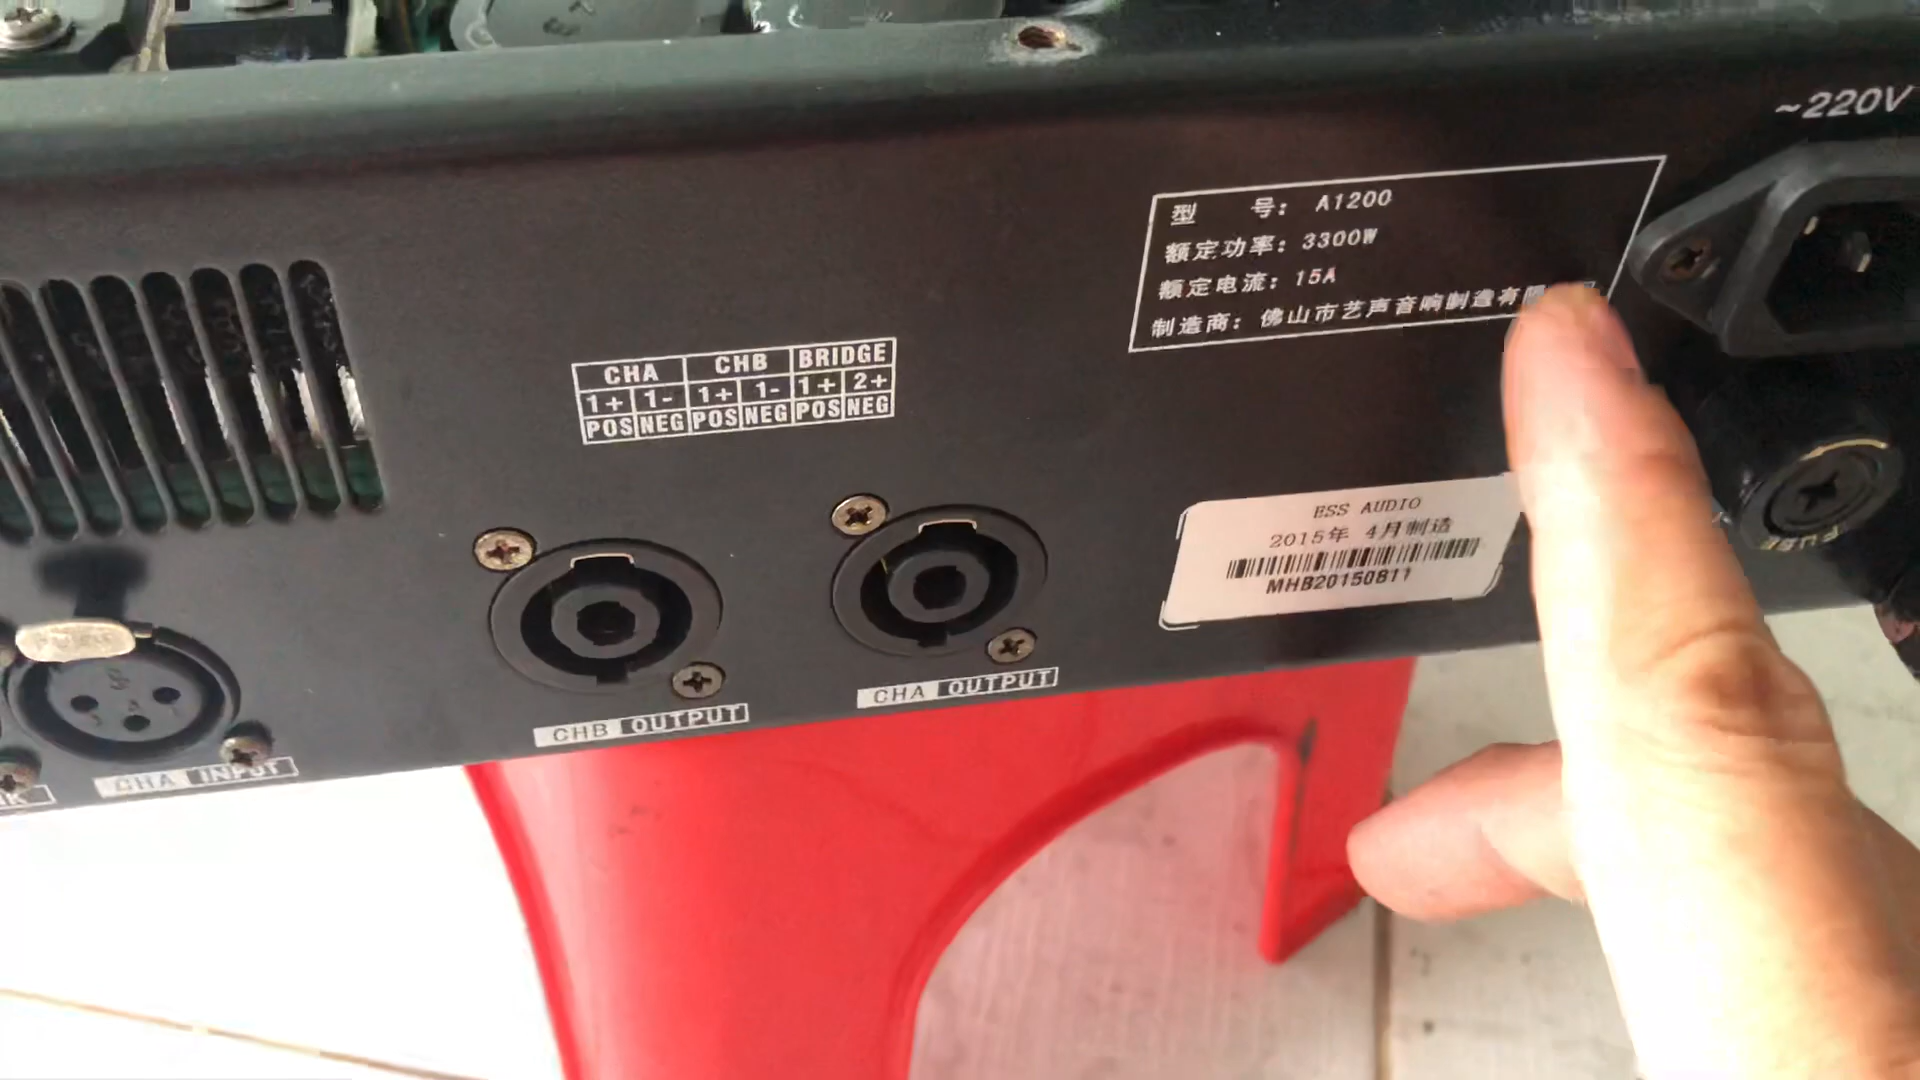 ~220V
型 号: A1200
额定功率: 3300W
额定电流: 15A
制造商: 佛山市艺声音响制造有限
CHA CHB BRIDGE
1+ 1- 1+ 1- 1+ 2+
POS NEG POS NEG POS NEG
ESS AUDIO
2015年 4月制造
MHB20150811
FUSE
CHA OUTPUT
CHB OUTPUT
CHA INPUT